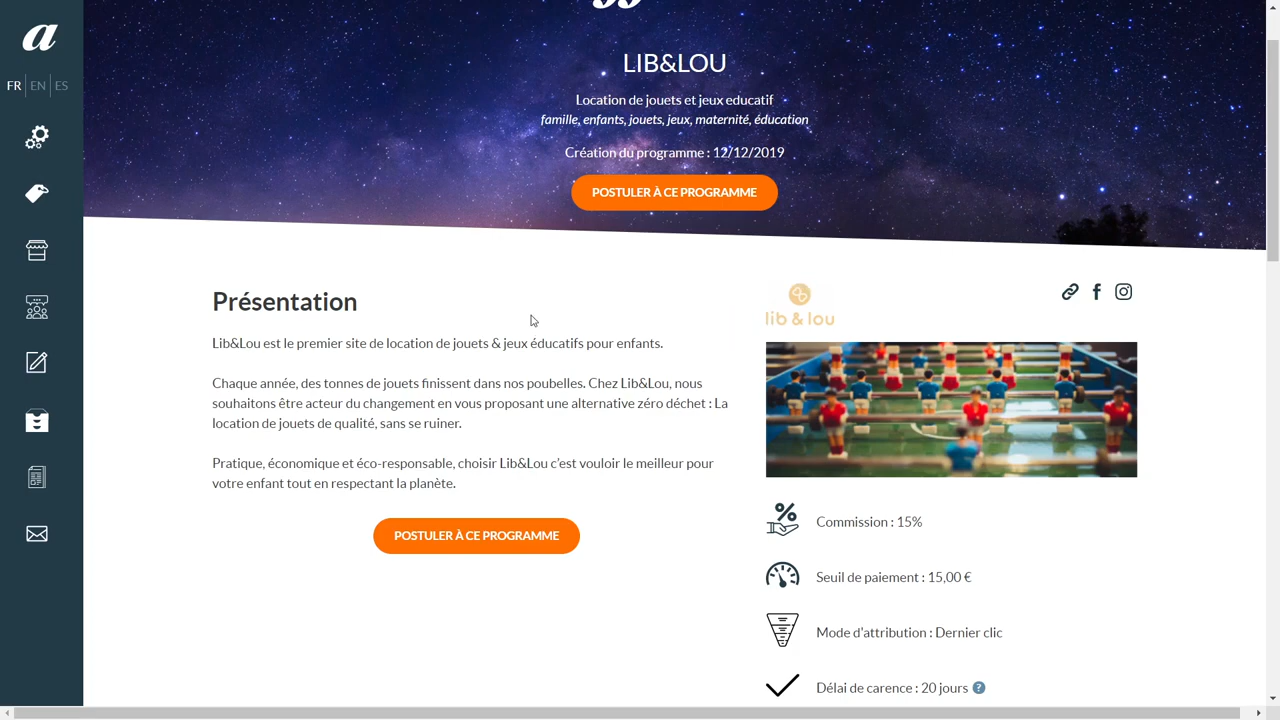 a
FR EN ES
LIB&LOU
Location de jouets et jeux educatif
famille, enfants, jouets, jeux, maternité, éducation
Création du programme : 12/12/2019
POSTULER À CE PROGRAMME
Présentation
Lib&Lou est le premier site de location de jouets & jeux éducatifs pour enfants.
Chaque année, des tonnes de jouets finissent dans nos poubelles. Chez Lib&Lou, nous
souhaitons être acteur du changement en vous proposant une alternative zéro déchet : La
location de jouets de qualité, sans se ruiner.
Pratique, économique et éco-responsable, choisir Lib&Lou c’est vouloir le meilleur pour
votre enfant tout en respectant la planète.
POSTULER À CE PROGRAMME
lib & lou
Commission : 15%
Seuil de paiement : 15,00 €
Mode d'attribution : Dernier clic
Délai de carence : 20 jours ?